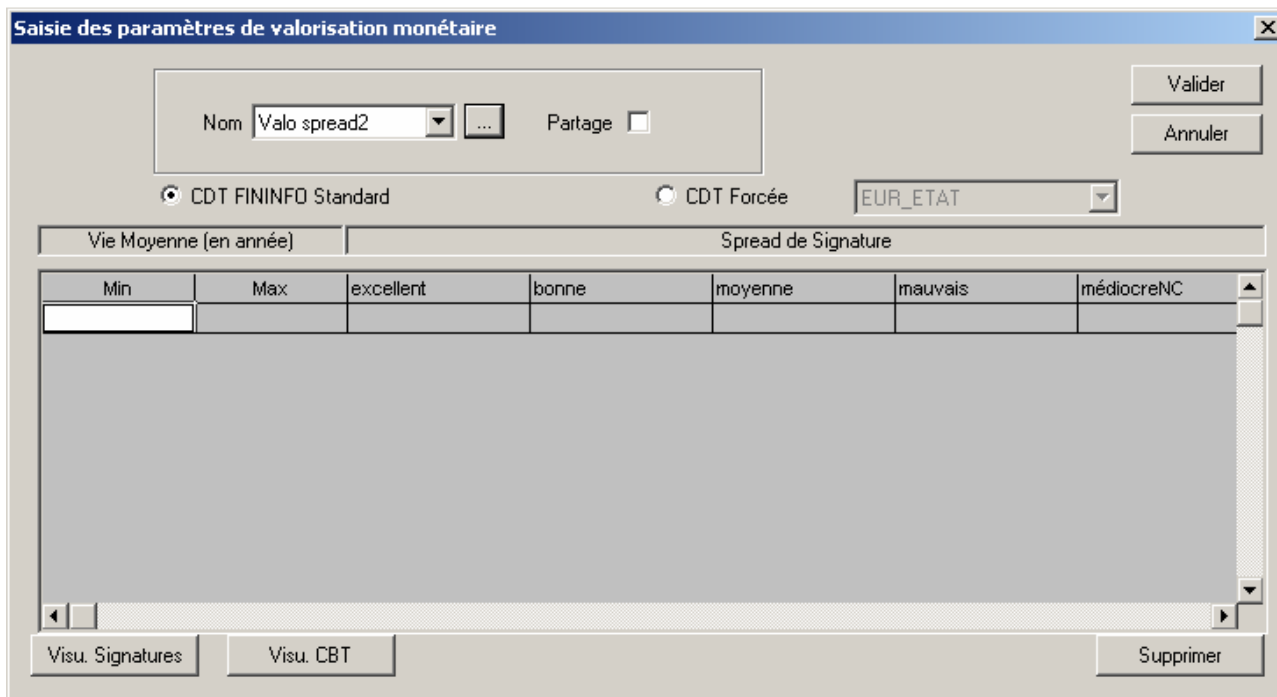 Saisie des paramètres de valorisation monétaire
Valider
Nom Valo spread2 ... Partage
Annuler
CDT FININFO Standard CDT Forcée EUR_ETAT
Vie Moyenne (en année) Spread de Signature
Min Max excellent bonne moyenne mauvais médiocreNC
Visu. Signatures Visu. CBT Supprimer